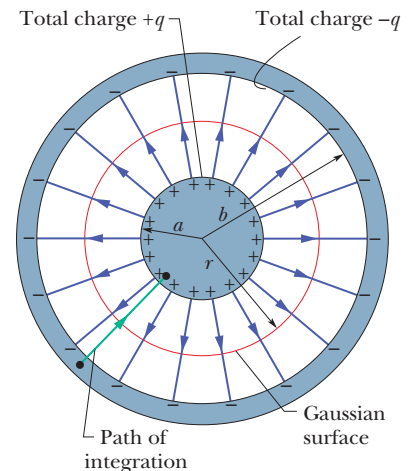 Total charge +q
Total charge –q
a
b
r
Gaussian
surface
Path of
integration